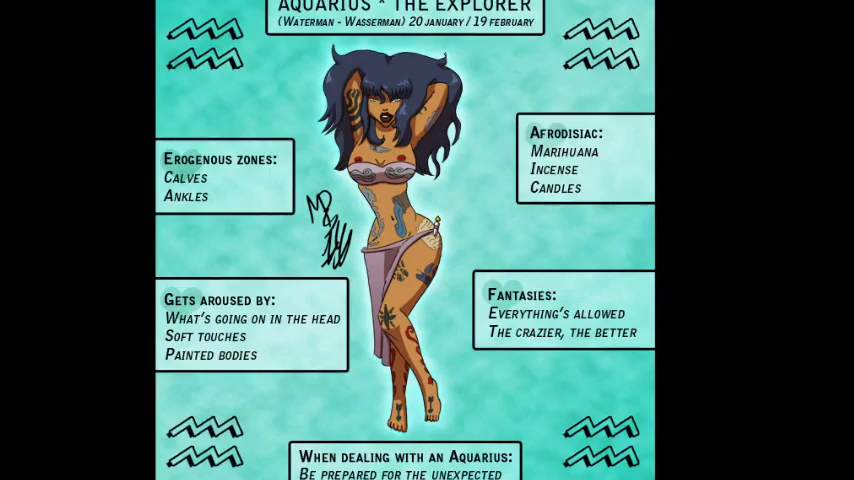 AQUARIUS * THE EXPLORER
(WATERMAN - WASSERMAN) 20 JANUARY / 19 FEBRUARY
EROGENOUS ZONES:
CALVES
ANKLES
AFRODISIAC:
MARIHUANA
INCENSE
CANDLES
GETS AROUSED BY:
WHAT'S GOING ON IN THE HEAD
SOFT TOUCHES
PAINTED BODIES
FANTASIES:
EVERYTHING'S ALLOWED
THE CRAZIER, THE BETTER
WHEN DEALING WITH AN AQUARIUS:
BE PREPARED FOR THE UNEXPECTED